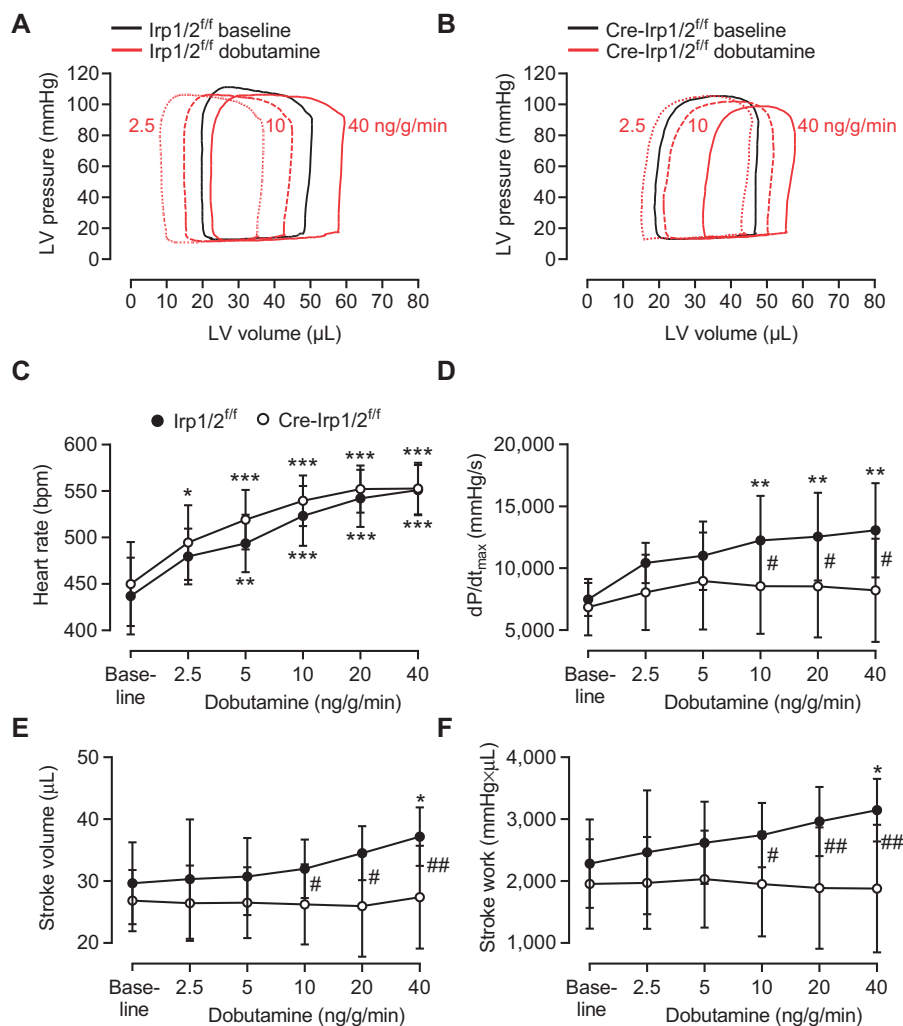 A
Irp1/2f/f baseline
Irp1/2f/f dobutamine
LV pressure (mmHg)
120
100
80
60
40
20
0
2.5
10
40 ng/g/min
0 10 20 30 40 50 60 70 80
LV volume (µL)
B
Cre-Irp1/2f/f baseline
Cre-Irp1/2f/f dobutamine
LV pressure (mmHg)
120
100
80
60
40
20
0
2.5
10
40 ng/g/min
0 10 20 30 40 50 60 70 80
LV volume (µL)
C
Irp1/2f/f Cre-Irp1/2f/f
Heart rate (bpm)
600
550
500
450
400
* *** *** *** ***
** *** *** ***
Base-line 2.5 5 10 20 40
Dobutamine (ng/g/min)
D
dP/dtmax (mmHg/s)
20,000
15,000
10,000
5,000
** ** **
# # #
Base-line 2.5 5 10 20 40
Dobutamine (ng/g/min)
E
Stroke volume (µL)
50
40
30
20
*
# # ##
Base-line 2.5 5 10 20 40
Dobutamine (ng/g/min)
F
Stroke work (mmHg×µL)
4,000
3,000
2,000
1,000
*
# ## ##
Base-line 2.5 5 10 20 40
Dobutamine (ng/g/min)